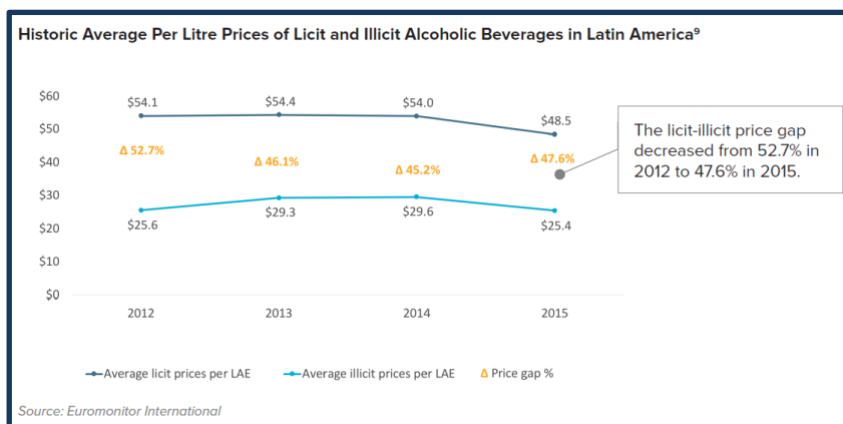 Historic Average Per Litre Prices of Licit and Illicit Alcoholic Beverages in Latin America⁹
$60
$50
$40
$30
$20
$10
$0
$54.1
$54.4
$54.0
$48.5
Δ 52.7%
Δ 46.1%
Δ 45.2%
Δ 47.6%
$25.6
$29.3
$29.6
$25.4
2012
2013
2014
2015
The licit-illicit price gap
decreased from 52.7% in
2012 to 47.6% in 2015.
Average licit prices per LAE
Average illicit prices per LAE
Δ Price gap %
Source: Euromonitor International